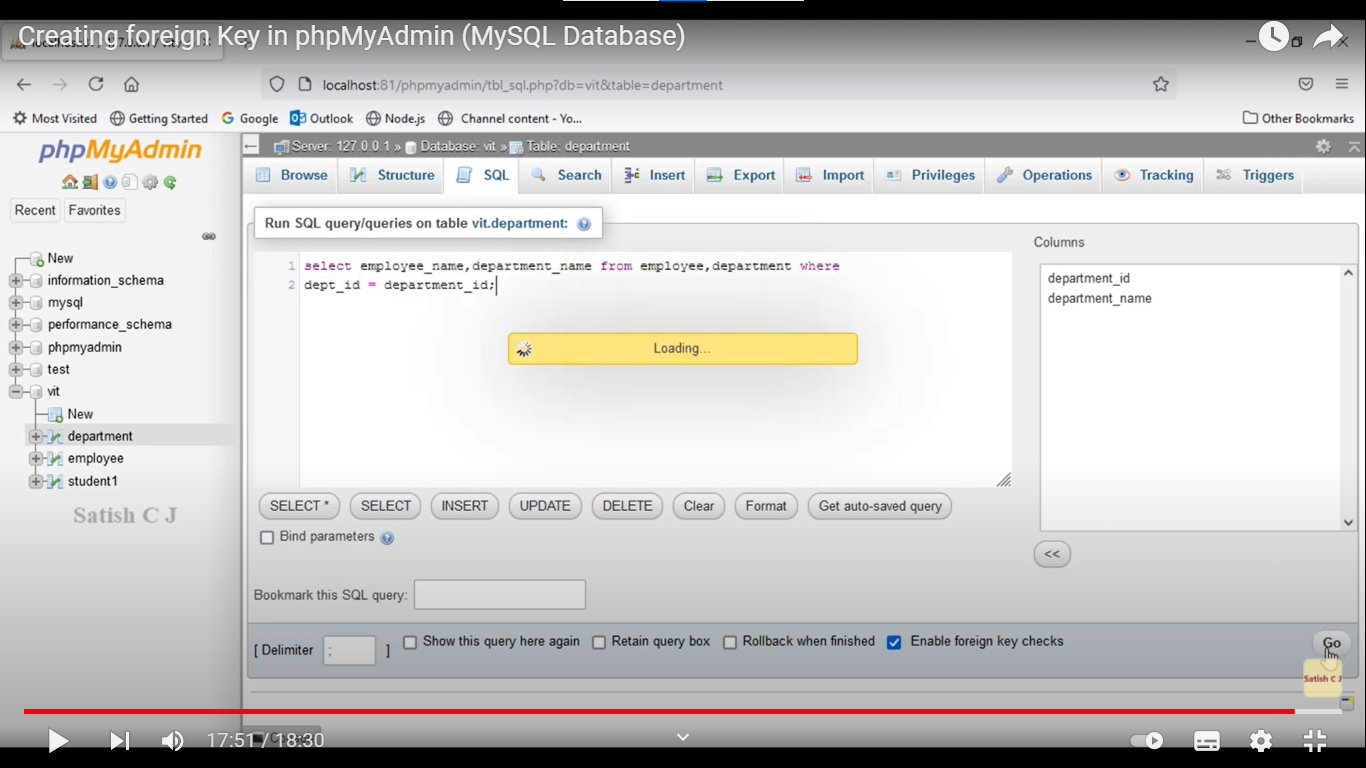 Creating foreign Key in phpMyAdmin (MySQL Database)
localhost:81/phpmyadmin/tbl_sql.php?db=vit&table=department
Most Visited Getting Started Google Outlook Node.js Channel content - Yo... Other Bookmarks
phpMyAdmin
Recent Favorites
New
information_schema
mysql
performance_schema
phpmyadmin
test
vit
New
department
employee
student1
Satish C J
Server: 127.0.0.1 » Database: vit » Table: department
Browse Structure SQL Search Insert Export Import Privileges Operations Tracking Triggers
Run SQL query/queries on table vit.department:
1 select employee_name,department_name from employee,department where
2 dept_id = department_id;
Loading...
Columns
department_id
department_name
<<
SELECT * SELECT INSERT UPDATE DELETE Clear Format Get auto-saved query
Bind parameters
Bookmark this SQL query:
[ Delimiter ; ] Show this query here again Retain query box Rollback when finished Enable foreign key checks Go
Satish C J
17:51 / 18:30